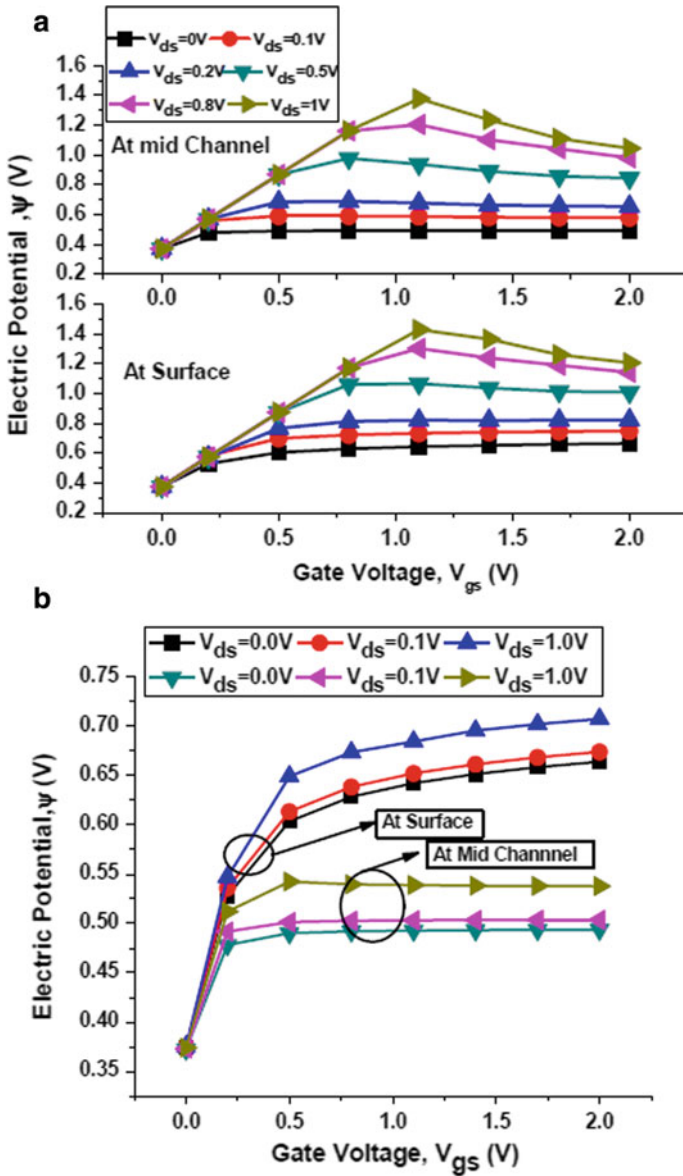 a
Vds=0V Vds=0.1V
Vds=0.2V Vds=0.5V
Vds=0.8V Vds=1V
1.6
1.4
1.2
1.0
0.8
0.6
0.4
0.2
At mid Channel
0.0 0.5 1.0 1.5 2.0
Electric Potential ,ψ (V)
1.6
1.4
1.2
1.0
0.8
0.6
0.4
0.2
At Surface
0.0 0.5 1.0 1.5 2.0
Gate Voltage, Vgs (V)
b
Vds=0.0V Vds=0.1V Vds=1.0V
Vds=0.0V Vds=0.1V Vds=1.0V
0.75
0.70
0.65
0.60
0.55
0.50
0.45
0.40
0.35
At Surface
At Mid Channnel
Electric Potential,ψ (V)
0.0 0.5 1.0 1.5 2.0
Gate Voltage, Vgs (V)